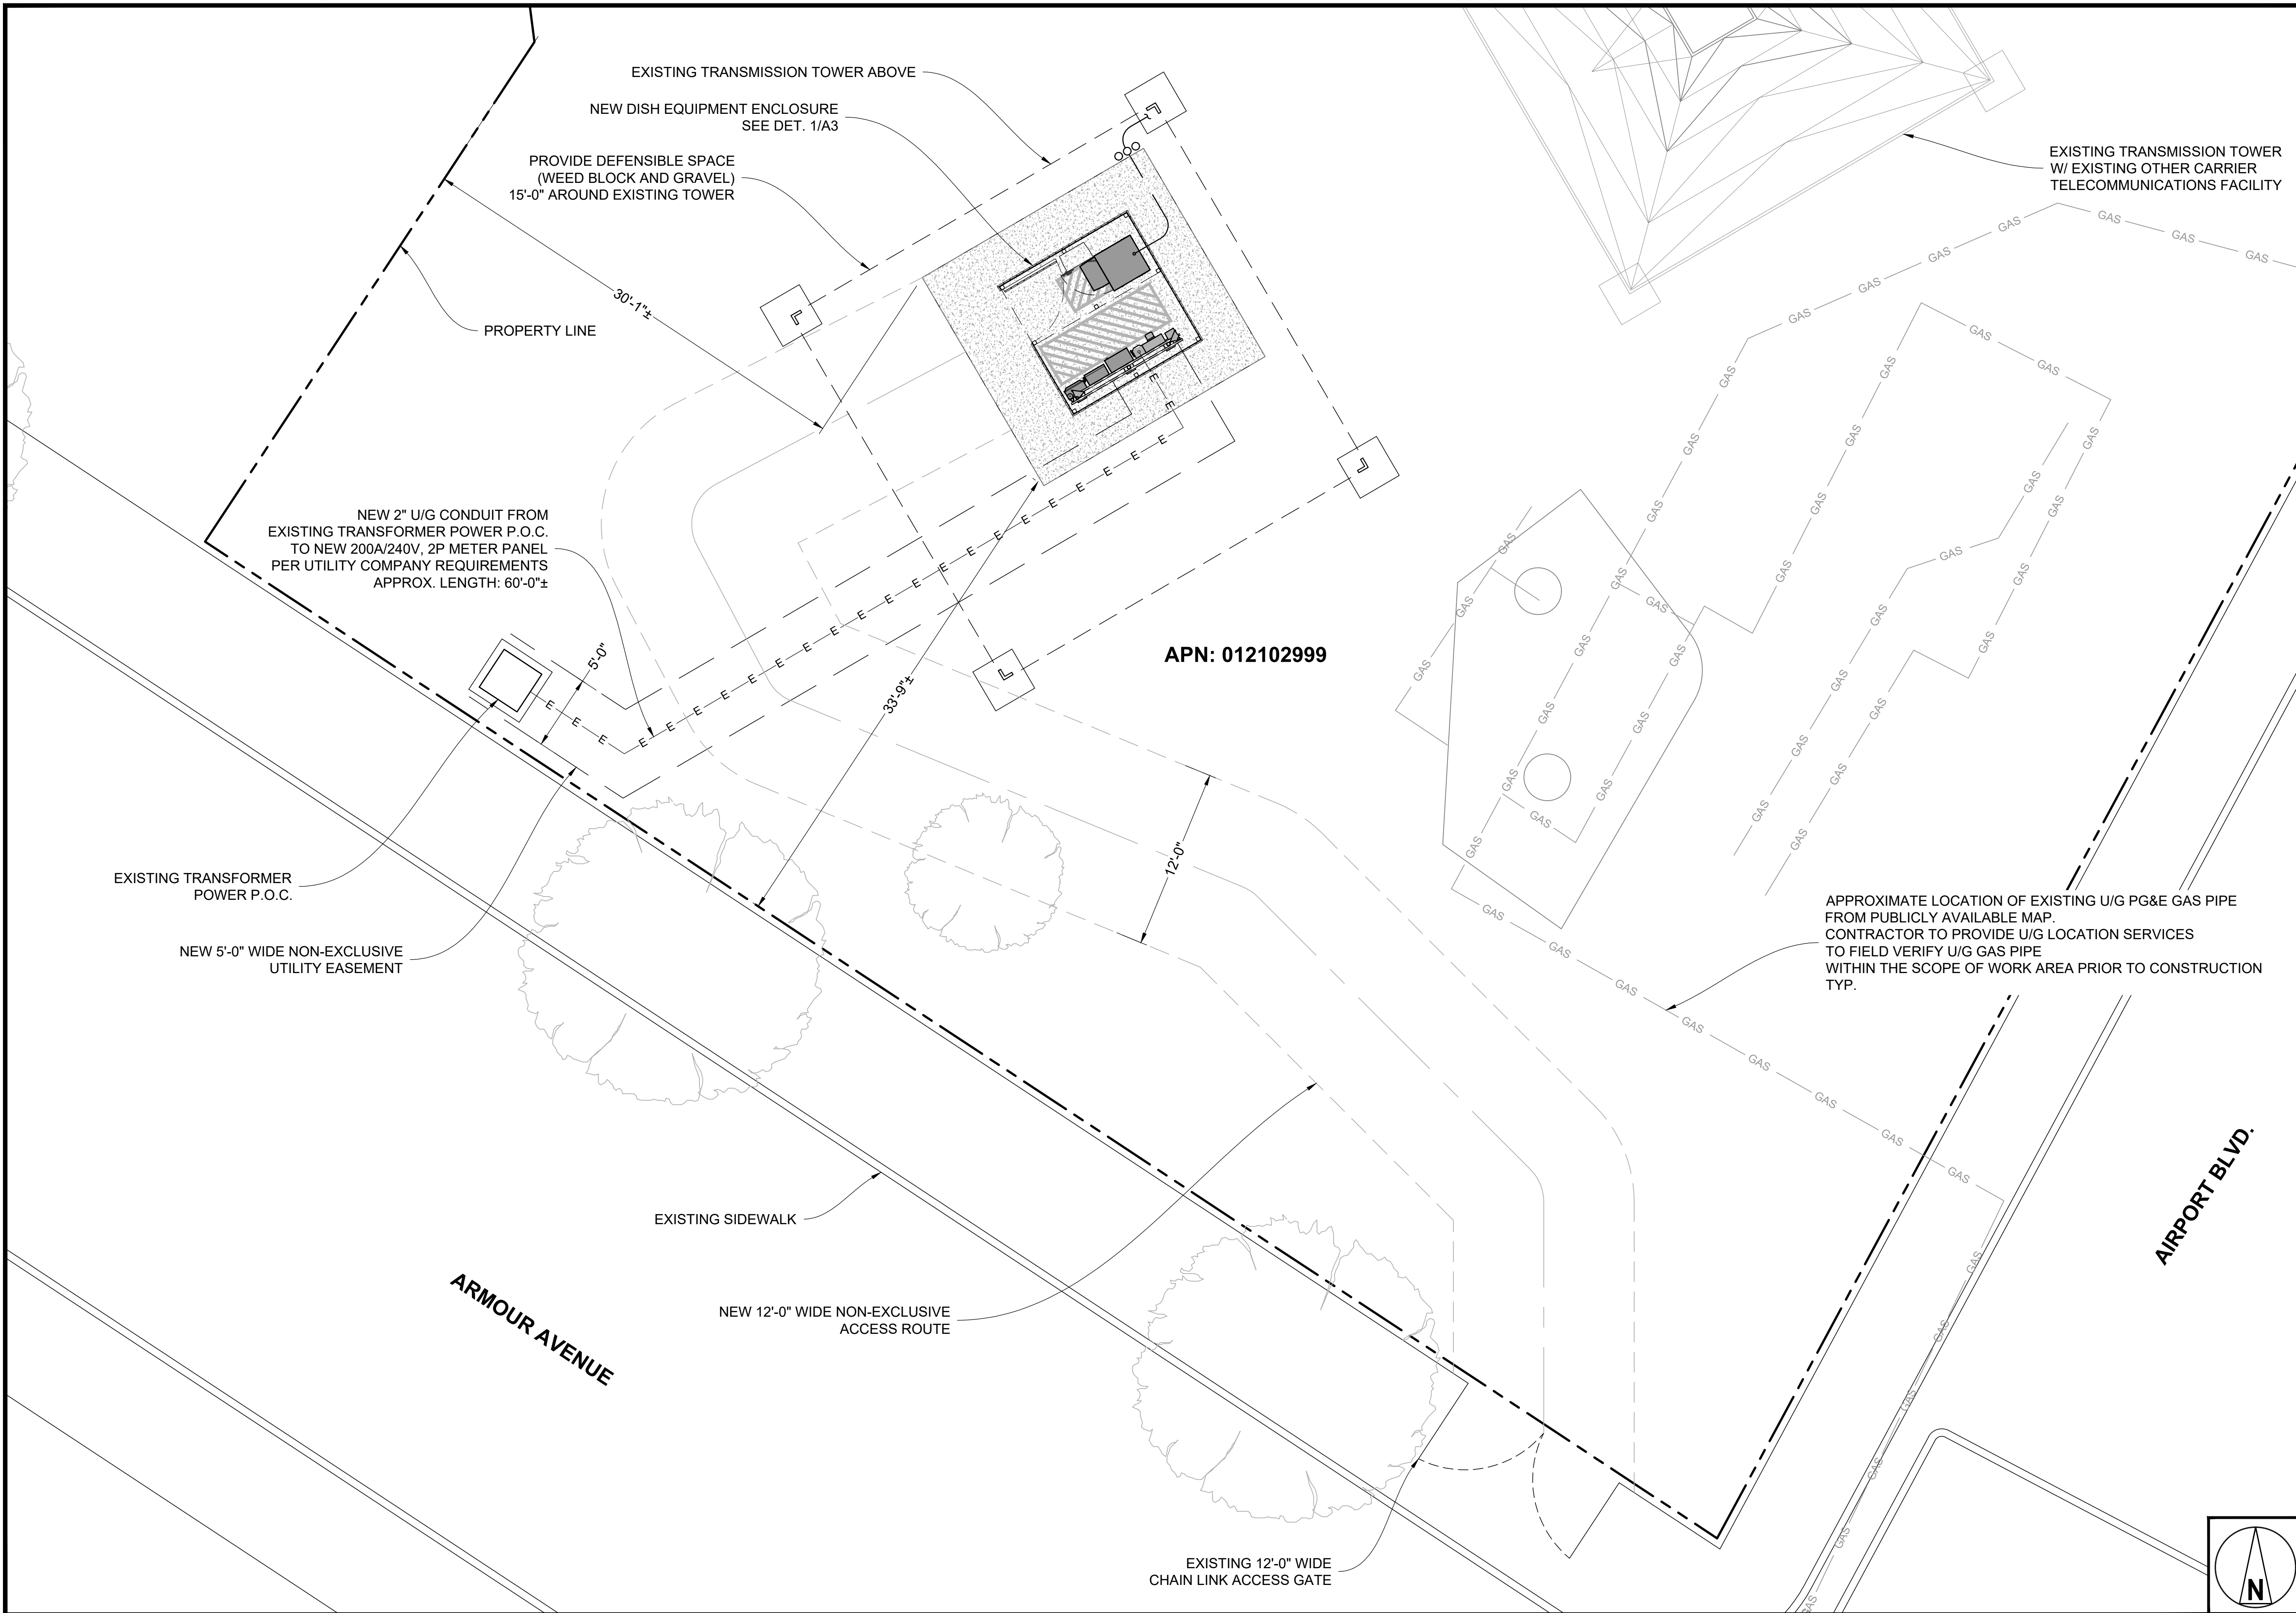 EXISTING TRANSMISSION TOWER ABOVE
NEW DISH EQUIPMENT ENCLOSURE
SEE DET. 1/A3
PROVIDE DEFENSIBLE SPACE
(WEED BLOCK AND GRAVEL)
15'-0" AROUND EXISTING TOWER
EXISTING TRANSMISSION TOWER
W/ EXISTING OTHER CARRIER
TELECOMMUNICATIONS FACILITY
30'-1"±
PROPERTY LINE
NEW 2" U/G CONDUIT FROM
EXISTING TRANSFORMER POWER P.O.C.
TO NEW 200A/240V, 2P METER PANEL
PER UTILITY COMPANY REQUIREMENTS
APPROX. LENGTH: 60'-0"±
5'-0"
33'-9"±
APN: 012102999
12'-0"
EXISTING TRANSFORMER
POWER P.O.C.
NEW 5'-0" WIDE NON-EXCLUSIVE
UTILITY EASEMENT
APPROXIMATE LOCATION OF EXISTING U/G PG&E GAS PIPE
FROM PUBLICLY AVAILABLE MAP.
CONTRACTOR TO PROVIDE U/G LOCATION SERVICES
TO FIELD VERIFY U/G GAS PIPE
WITHIN THE SCOPE OF WORK AREA PRIOR TO CONSTRUCTION
TYP.
EXISTING SIDEWALK
ARMOUR AVENUE
NEW 12'-0" WIDE NON-EXCLUSIVE
ACCESS ROUTE
AIRPORT BLVD.
EXISTING 12'-0" WIDE
CHAIN LINK ACCESS GATE
N
GAS
E